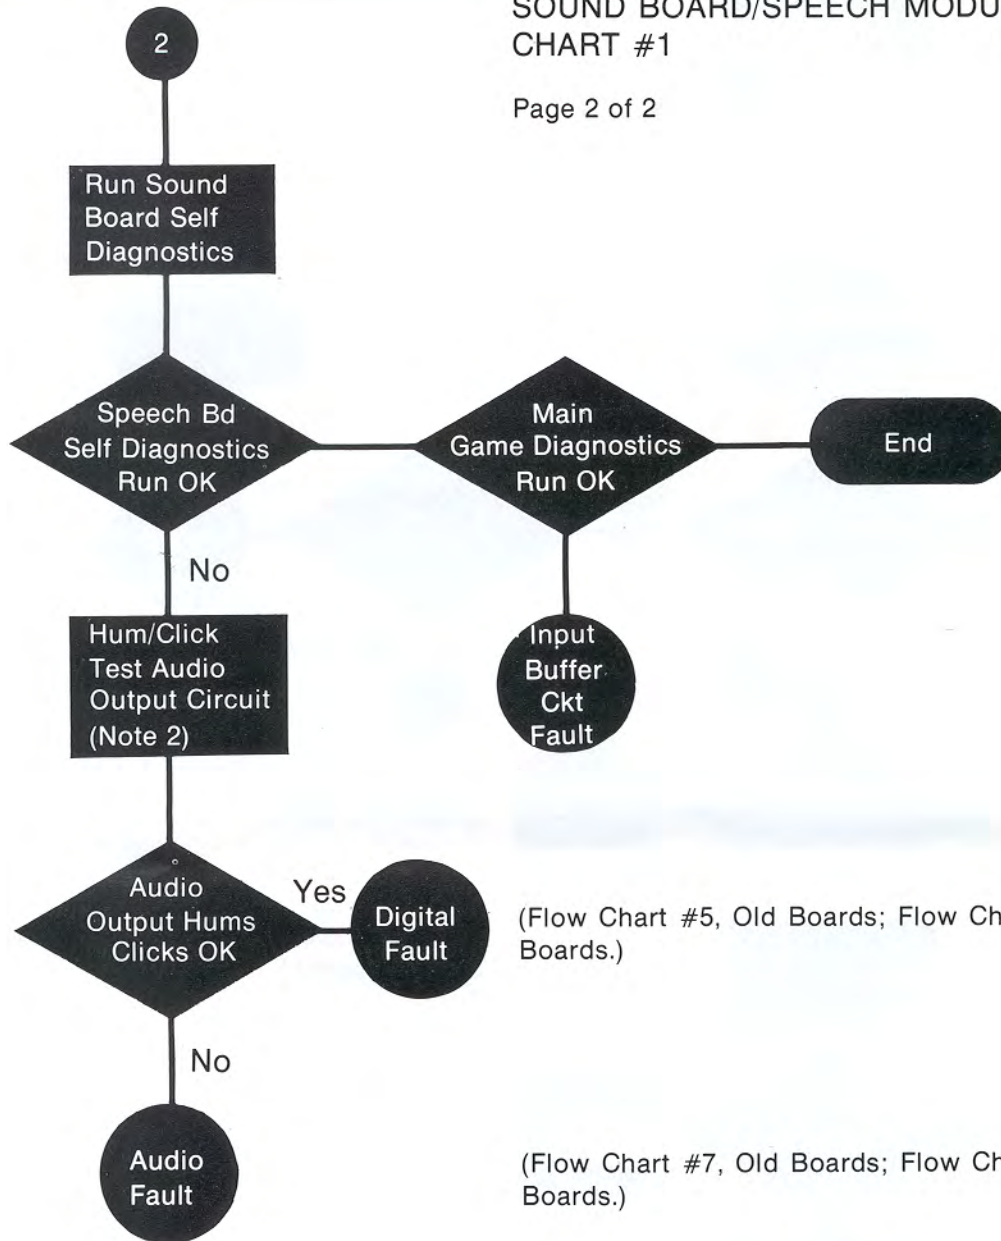 SOUND BOARD/SPEECH
CHART #1
Page 2 of 2
2
Run Sound
Board Self
Diagnostics
Speech Bd
Self Diagnostics
Run OK
Main
Game Diagnostics
Run OK
End
No
Hum/Click
Test Audio
Output Circuit
(Note 2)
Input
Buffer
Ckt
Fault
Audio
Output Hums
Clicks OK
Yes
Digital
Fault
(Flow Chart #5, Old Boards; Flow
Boards.)
No
Audio
Fault
(Flow Chart #7, Old Boards; Flow
Boards.)